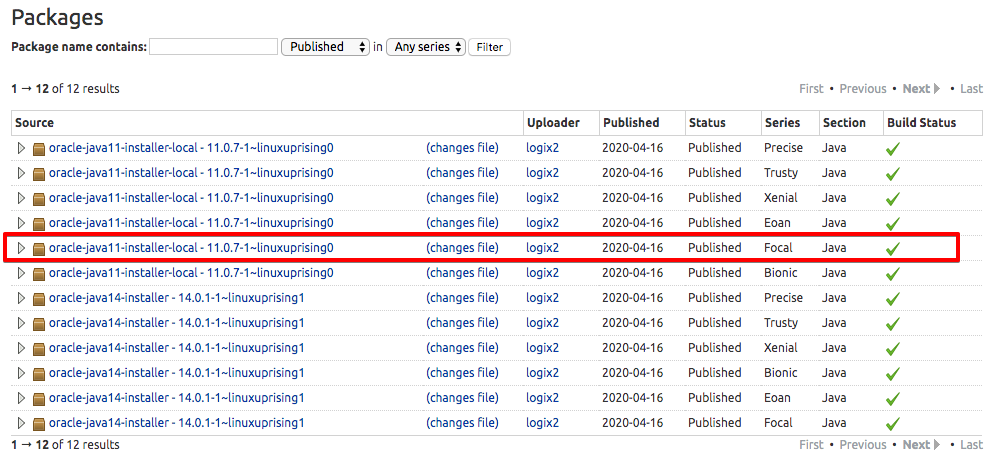 Packages
Package name contains: Published in Any series Filter
1 → 12 of 12 results First • Previous • Next • Last
Source Uploader Published Status Series Section Build Status
oracle-java11-installer-local - 11.0.7-1~linuxuprising0 (changes file) logix2 2020-04-16 Published Precise Java
oracle-java11-installer-local - 11.0.7-1~linuxuprising0 (changes file) logix2 2020-04-16 Published Trusty Java
oracle-java11-installer-local - 11.0.7-1~linuxuprising0 (changes file) logix2 2020-04-16 Published Xenial Java
oracle-java11-installer-local - 11.0.7-1~linuxuprising0 (changes file) logix2 2020-04-16 Published Eoan Java
oracle-java11-installer-local - 11.0.7-1~linuxuprising0 (changes file) logix2 2020-04-16 Published Focal Java
oracle-java11-installer-local - 11.0.7-1~linuxuprising0 (changes file) logix2 2020-04-16 Published Bionic Java
oracle-java14-installer - 14.0.1-1~linuxuprising1 (changes file) logix2 2020-04-16 Published Precise Java
oracle-java14-installer - 14.0.1-1~linuxuprising1 (changes file) logix2 2020-04-16 Published Trusty Java
oracle-java14-installer - 14.0.1-1~linuxuprising1 (changes file) logix2 2020-04-16 Published Xenial Java
oracle-java14-installer - 14.0.1-1~linuxuprising1 (changes file) logix2 2020-04-16 Published Bionic Java
oracle-java14-installer - 14.0.1-1~linuxuprising1 (changes file) logix2 2020-04-16 Published Eoan Java
oracle-java14-installer - 14.0.1-1~linuxuprising1 (changes file) logix2 2020-04-16 Published Focal Java
1 → 12 of 12 results First • Previous • Next • Last